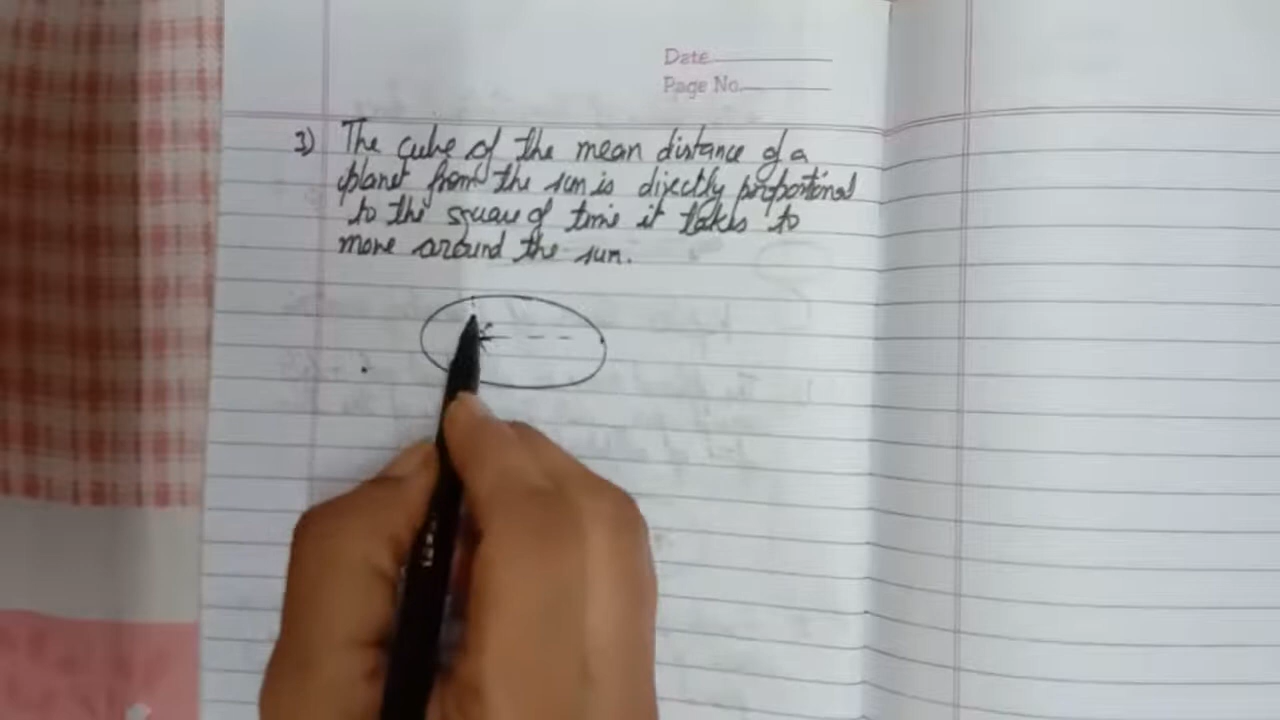 Date
Page No.
3) The cube of the mean distance of a
planet from the sun is directly proportional
to the square of time it takes to
move around the sun.